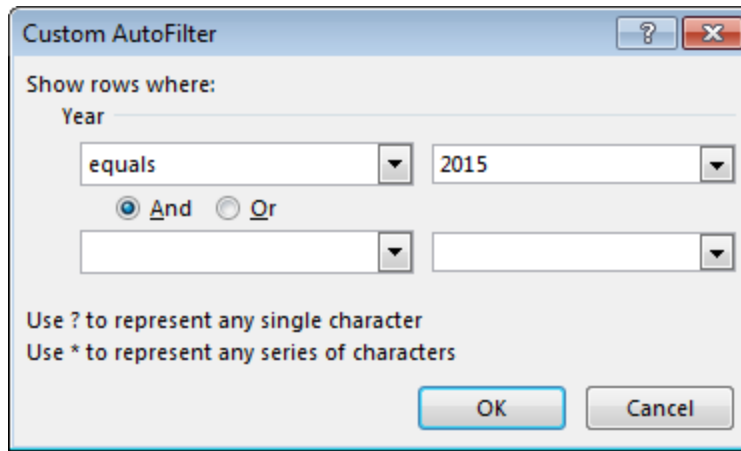 Custom AutoFilter
Show rows where:
Year
equals 2015
And Or
Use ? to represent any single character
Use * to represent any series of characters
OK Cancel